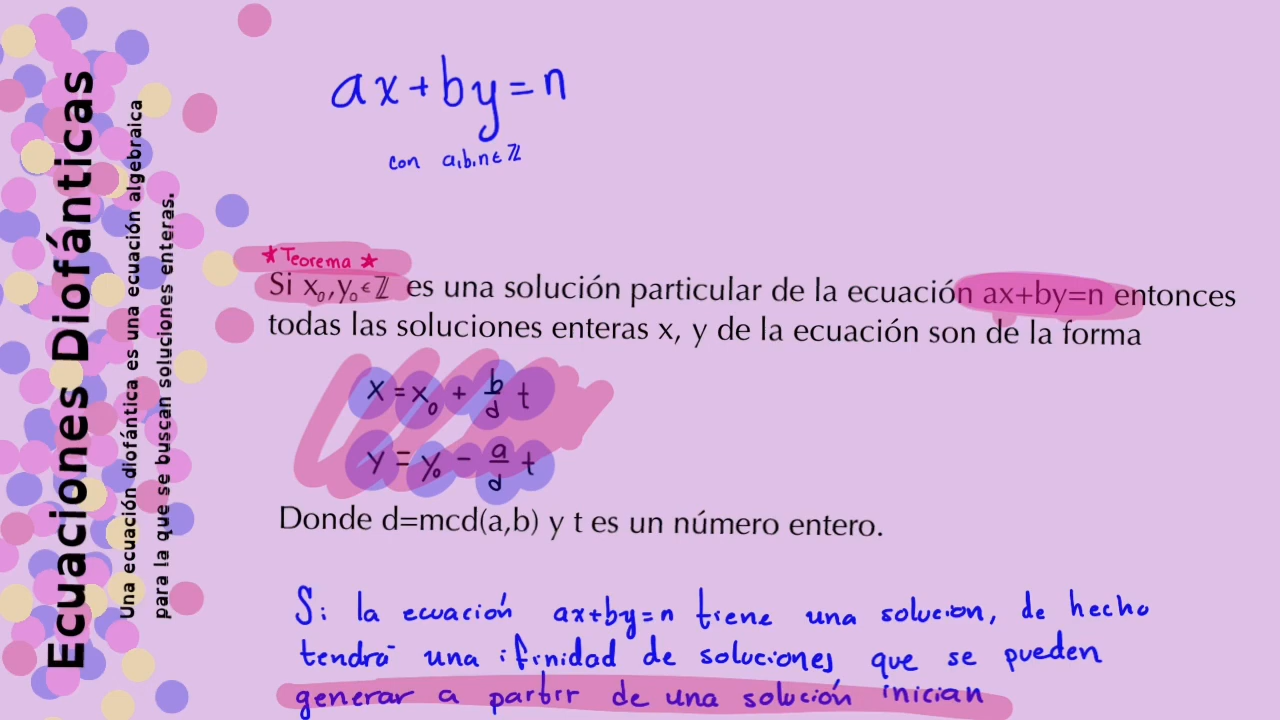 Ecuaciones Diofánticas
Una ecuación diofántica es una ecuación algebraica
para la que se buscan soluciones enteras.
ax+by=n
con a,b,n∈ℤ
★Teorema★
Si x₀,y₀∈ℤ es una solución particular de la ecuación ax+by=n entonces
todas las soluciones enteras x, y de la ecuación son de la forma
x=x₀ + b/d t
y=y₀ - a/d t
Donde d=mcd(a,b) y t es un número entero.
Si la ecuación ax+by=n tiene una solución, de hecho
tendrá una ifinidad de soluciones que se pueden
generar a partir de una solución inician